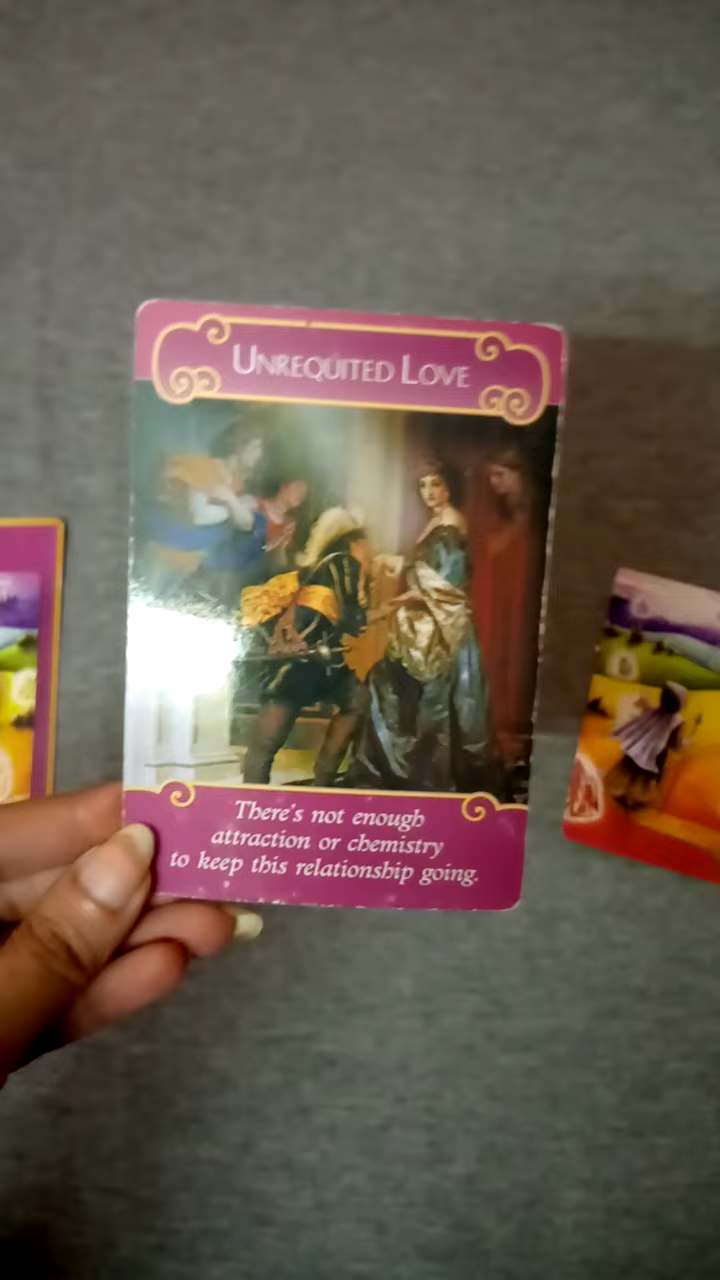 UNREQUITED LOVE
There's not enough
attraction or chemistry
to keep this relationship going.